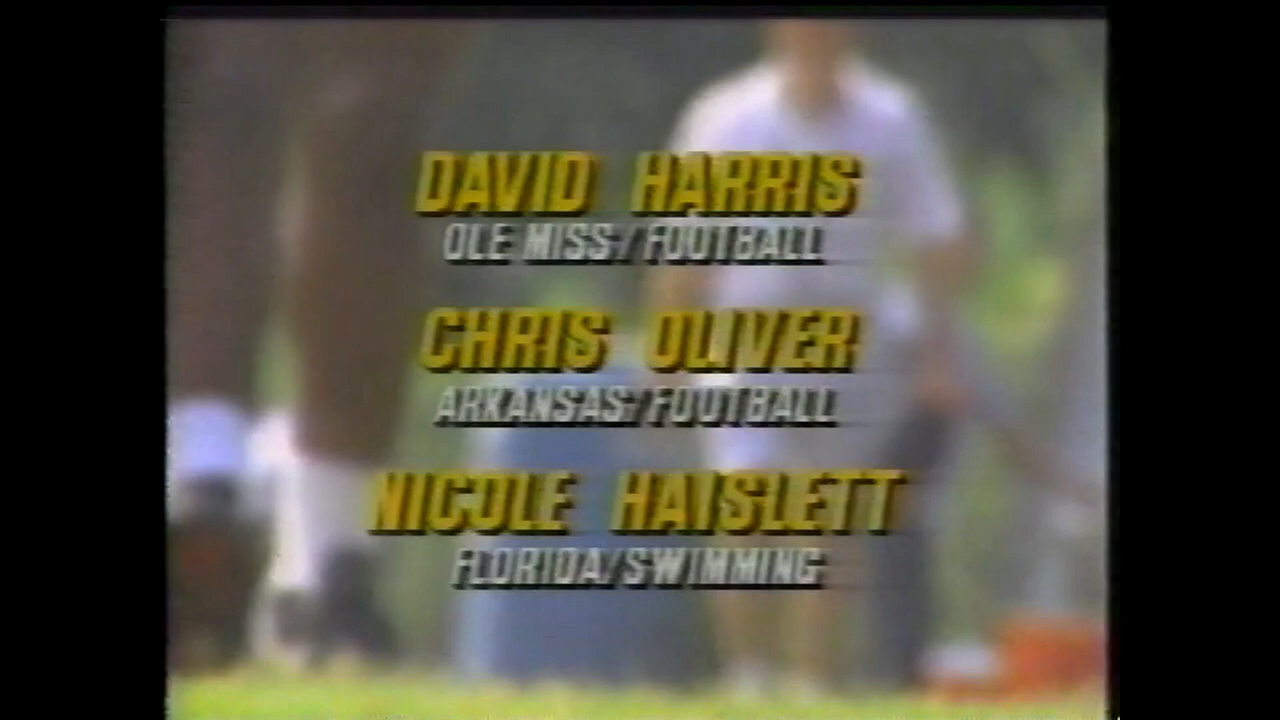 DAVID HARRIS
OLE MISS/FOOTBALL
CHRIS OLIVER
ARKANSAS/FOOTBALL
NICOLE HAISLETT
FLORIDA/SWIMMING